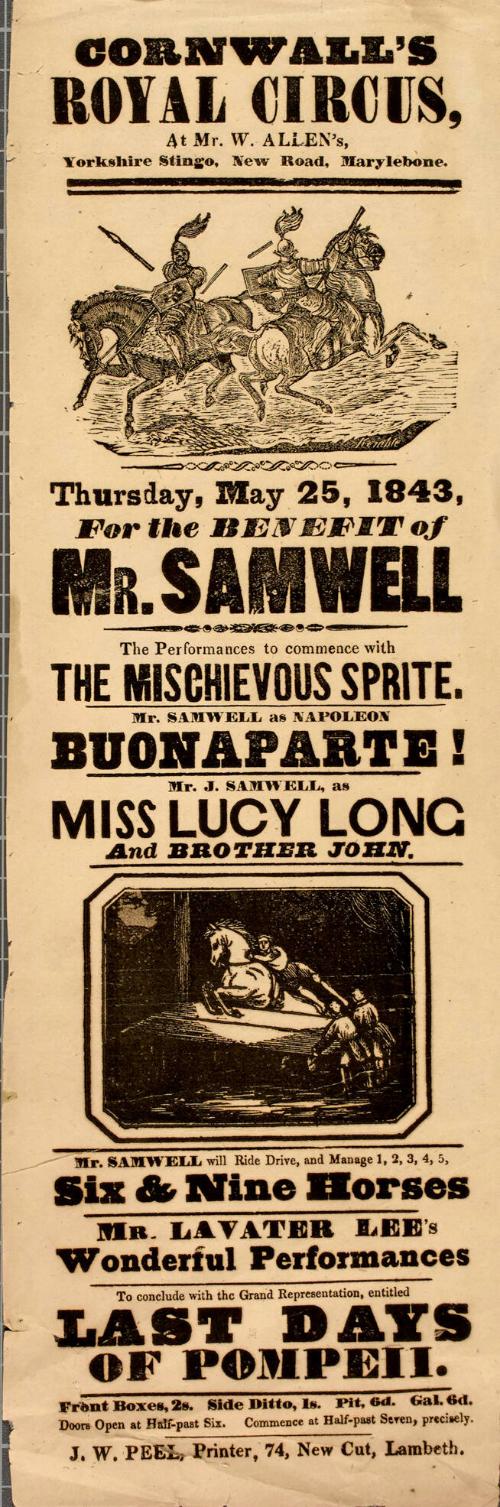 CORNWALL'S
ROYAL CIRCUS,
At Mr. W. ALLEN's,
Yorkshire Stingo, New Road, Marylebone.
Thursday, May 25, 1843,
For the BENEFIT of
MR. SAMWELL
The Performances to commence with
THE MISCHIEVOUS SPRITE.
Mr. SAMWELL as NAPOLEON
BUONAPARTE!
Mr. J. SAMWELL, as
MISS LUCY LONG
And BROTHER JOHN.
Mr. SAMWELL will Ride Drive, and Manage 1, 2, 3, 4, 5,
Six & Nine Horses
MR. LAVATER LEE's
Wonderful Performances
To conclude with the Grand Representation, entitled
LAST DAYS
OF POMPEII.
Front Boxes, 2s. Side Ditto, 1s. Pit, 6d. Gal. 6d.
Doors Open at Half-past Six. Commence at Half-past Seven, precisely.
J. W. PEEL, Printer, 74, New Cut, Lambeth.